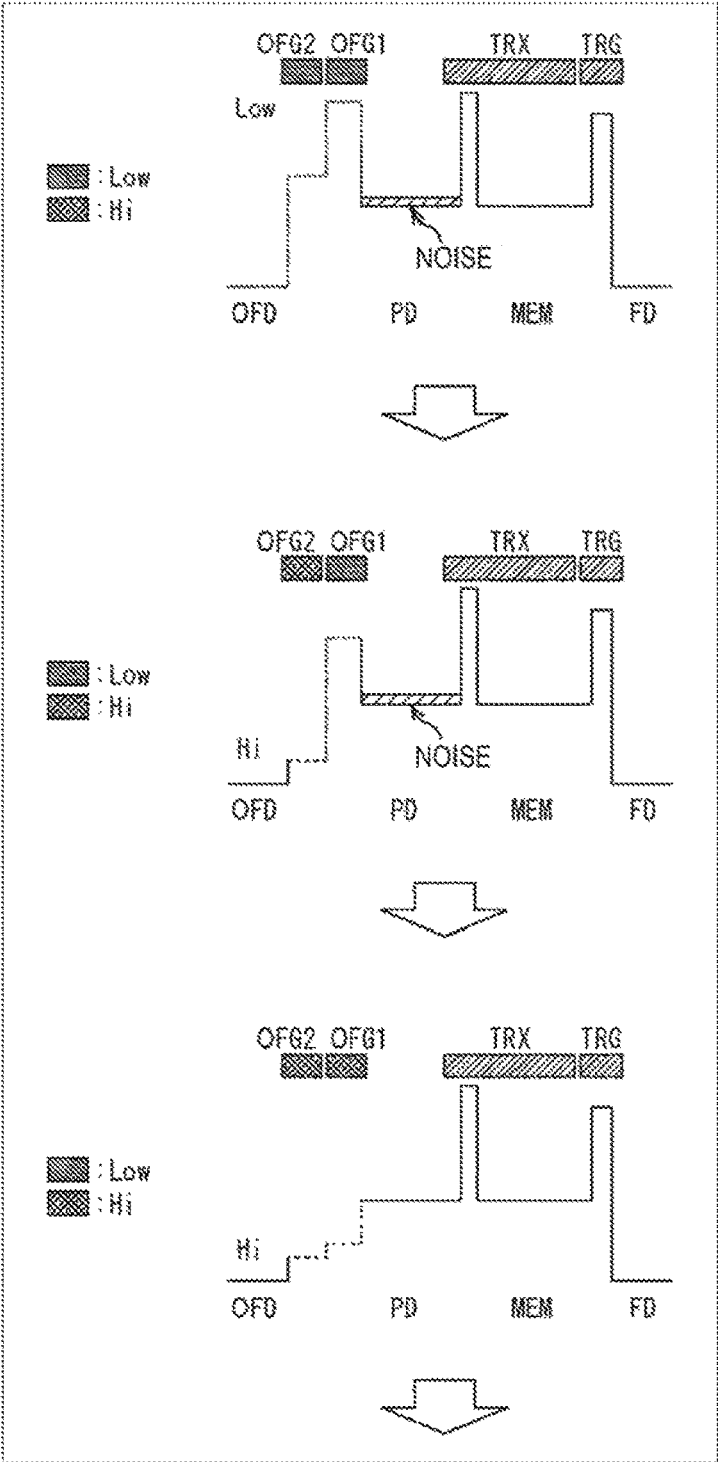 OFG2 OFG1 TRX TRG
Low
: Low
: Hi
NOISE
OFD PD MEM FD
OFG2 OFG1 TRX TRG
: Low
: Hi
Hi
NOISE
OFD PD MEM FD
OFG2 OFG1 TRX TRG
: Low
: Hi
Hi
OFD PD MEM FD